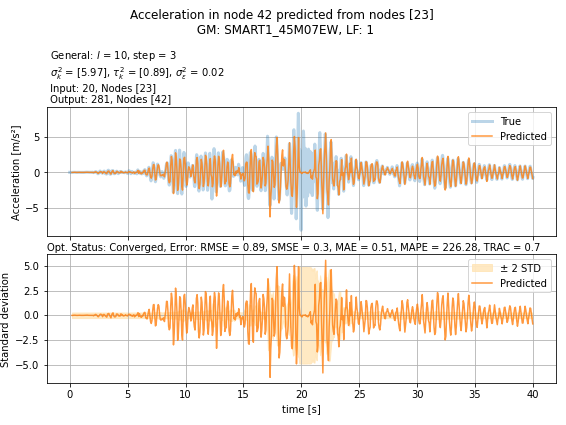 Acceleration in node 42 predicted from nodes [23]
GM: SMART1_45M07EW, LF: 1
General: l = 10, step = 3
σ²ₖ = [5.97], τ²ₖ = [0.89], σ²ε = 0.02
Input: 20, Nodes [23]
Output: 281, Nodes [42]
Acceleration [m/s²]
5
0
−5
True
Predicted
Opt. Status: Converged, Error: RMSE = 0.89, SMSE = 0.3, MAE = 0.51, MAPE = 226.28, TRAC = 0.7
Standard deviation
5.0
2.5
0.0
−2.5
−5.0
± 2 STD
Predicted
0 5 10 15 20 25 30 35 40
time [s]